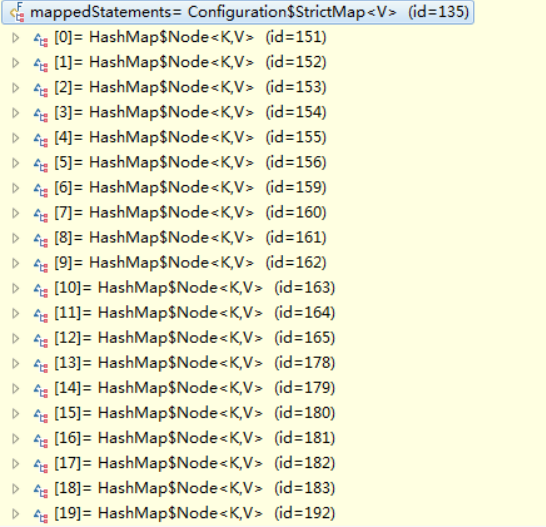 mappedStatements= Configuration$StrictMap<V> (id=135)
[0]= HashMap$Node<K,V> (id=151)
[1]= HashMap$Node<K,V> (id=152)
[2]= HashMap$Node<K,V> (id=153)
[3]= HashMap$Node<K,V> (id=154)
[4]= HashMap$Node<K,V> (id=155)
[5]= HashMap$Node<K,V> (id=156)
[6]= HashMap$Node<K,V> (id=159)
[7]= HashMap$Node<K,V> (id=160)
[8]= HashMap$Node<K,V> (id=161)
[9]= HashMap$Node<K,V> (id=162)
[10]= HashMap$Node<K,V> (id=163)
[11]= HashMap$Node<K,V> (id=164)
[12]= HashMap$Node<K,V> (id=165)
[13]= HashMap$Node<K,V> (id=178)
[14]= HashMap$Node<K,V> (id=179)
[15]= HashMap$Node<K,V> (id=180)
[16]= HashMap$Node<K,V> (id=181)
[17]= HashMap$Node<K,V> (id=182)
[18]= HashMap$Node<K,V> (id=183)
[19]= HashMap$Node<K,V> (id=192)